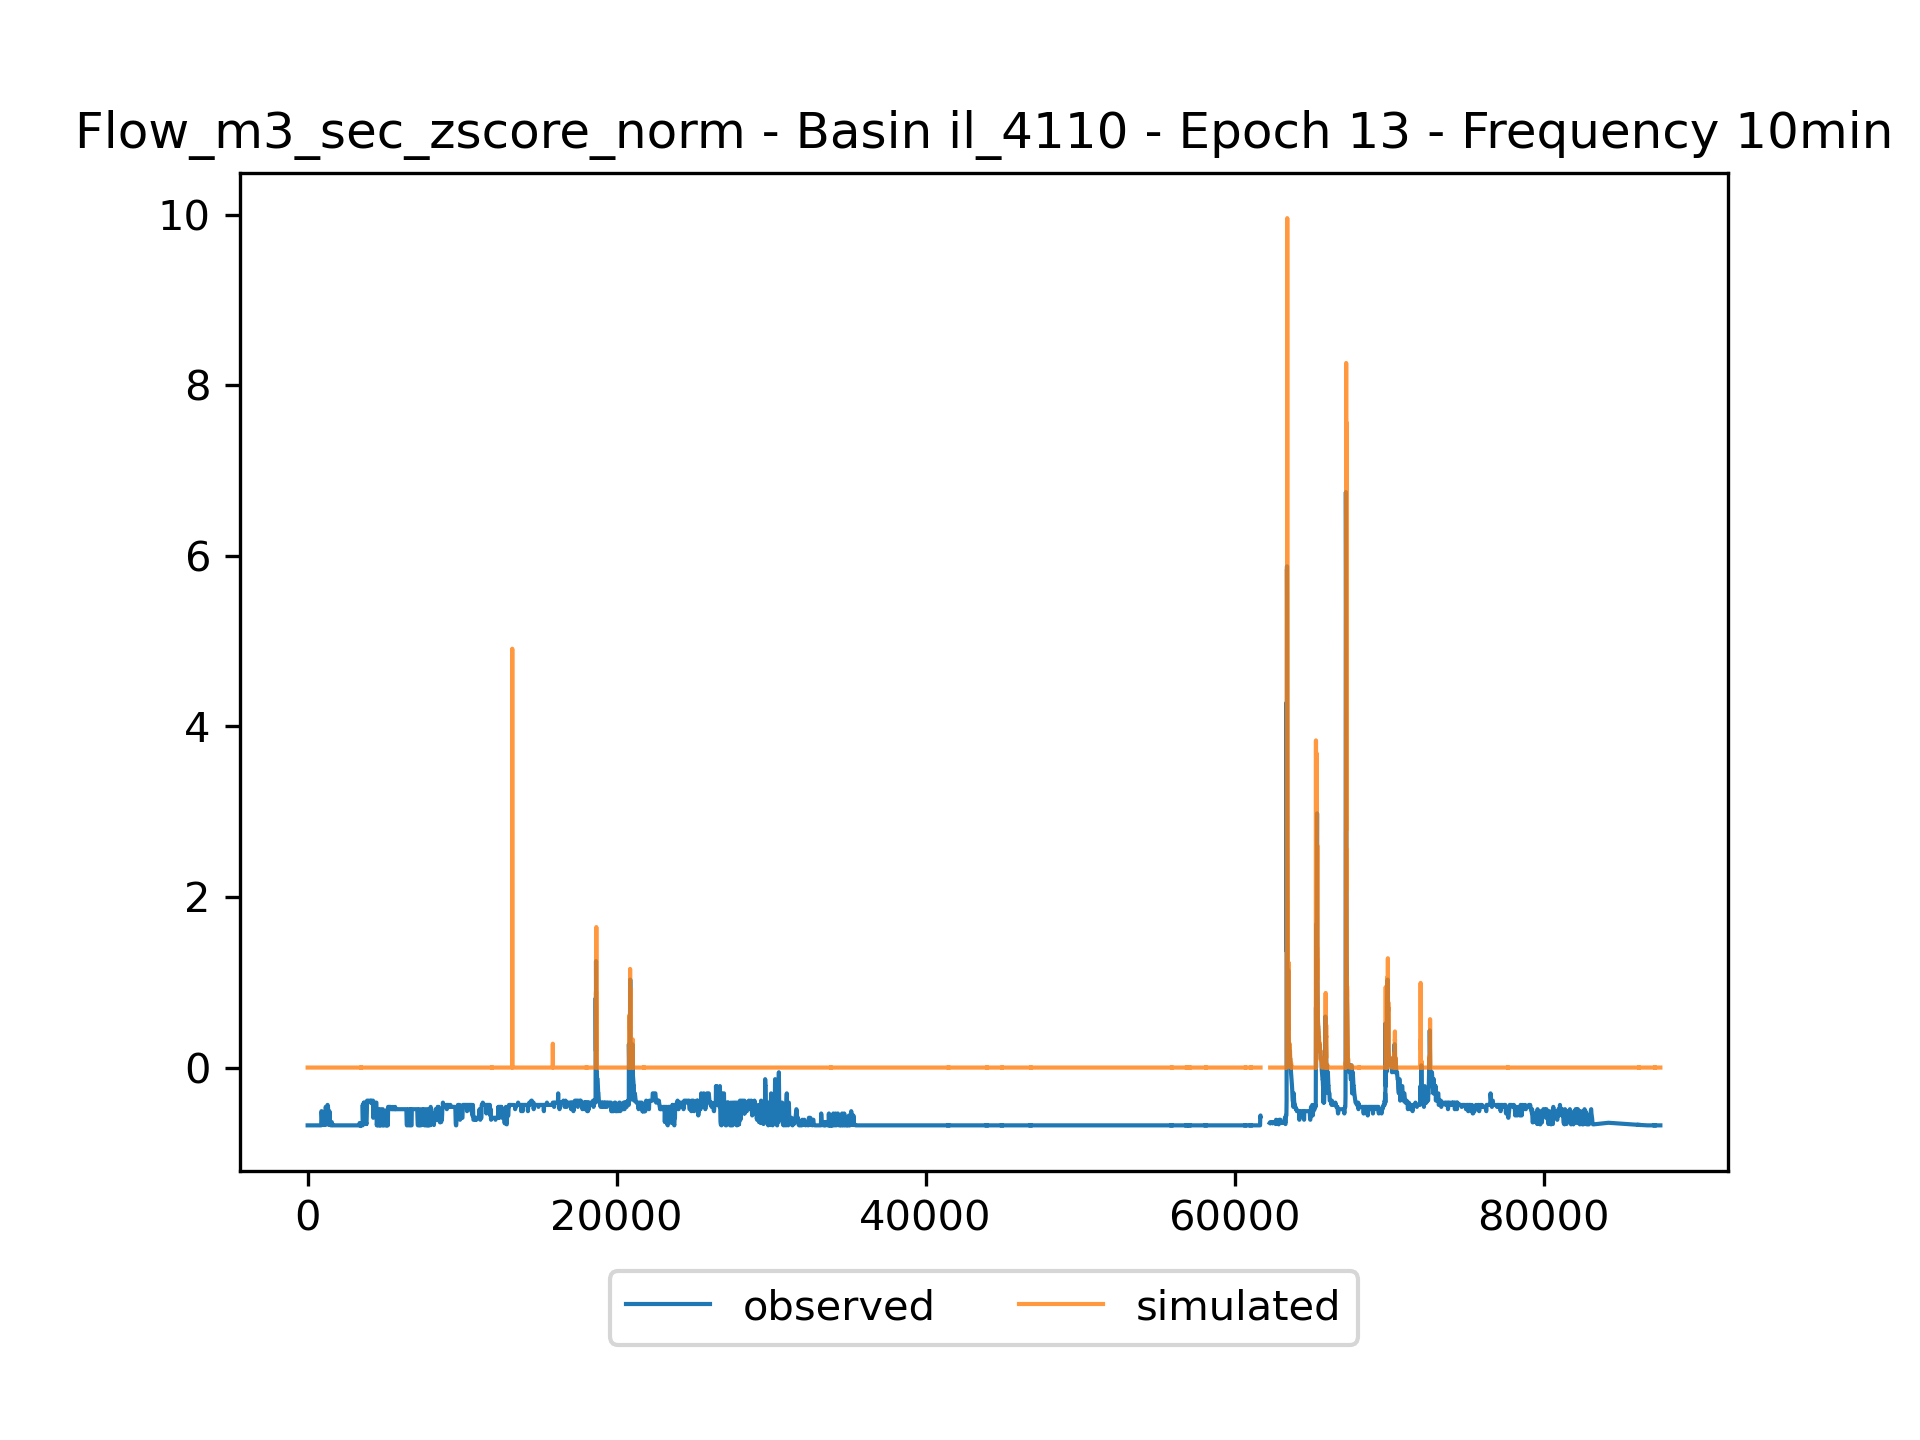 Flow_m3_sec_zscore_norm - Basin il_4110 - Epoch 13 - Frequency 10min
10
8
6
4
2
0
0 20000 40000 60000 80000
observed simulated